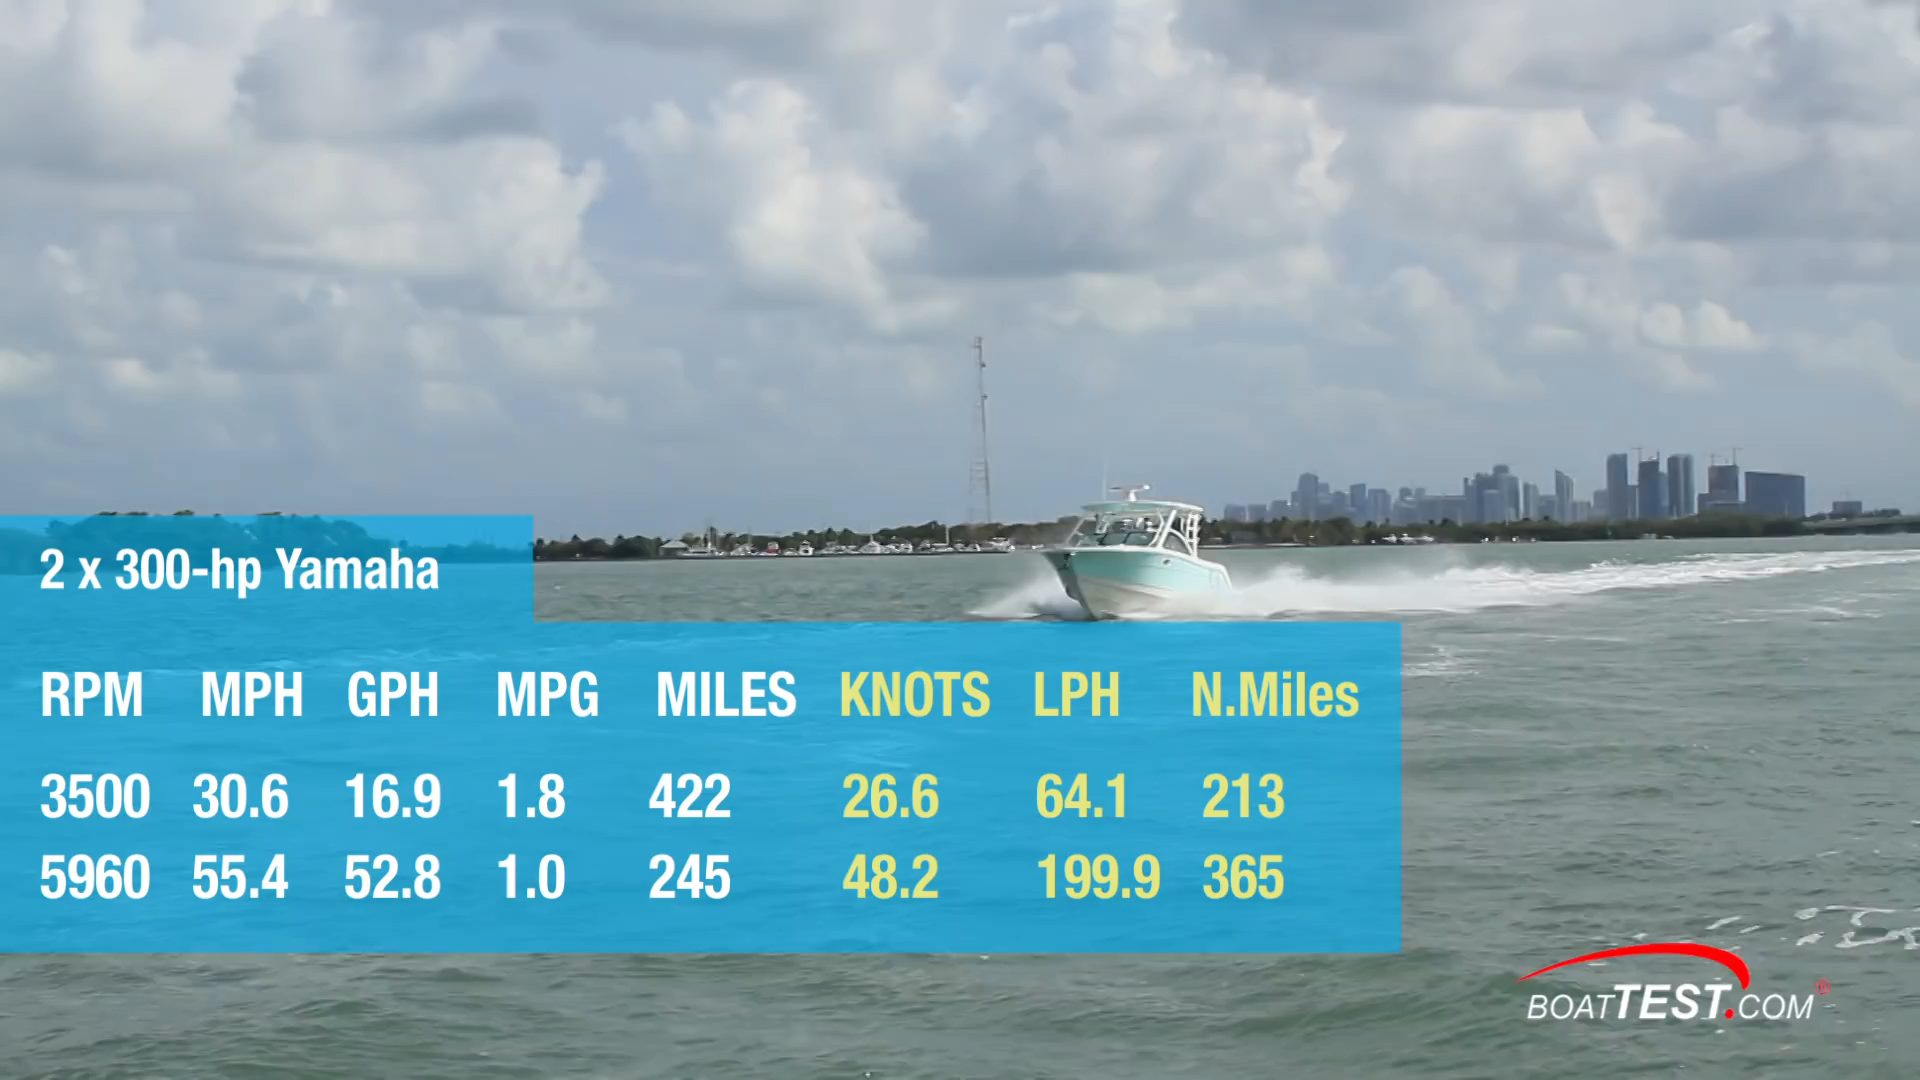 2 x 300-hp Yamaha
RPM MPH GPH MPG MILES KNOTS LPH N.Miles
3500 30.6 16.9 1.8 422 26.6 64.1 213
5960 55.4 52.8 1.0 245 48.2 199.9 365
BOATTEST.COM®